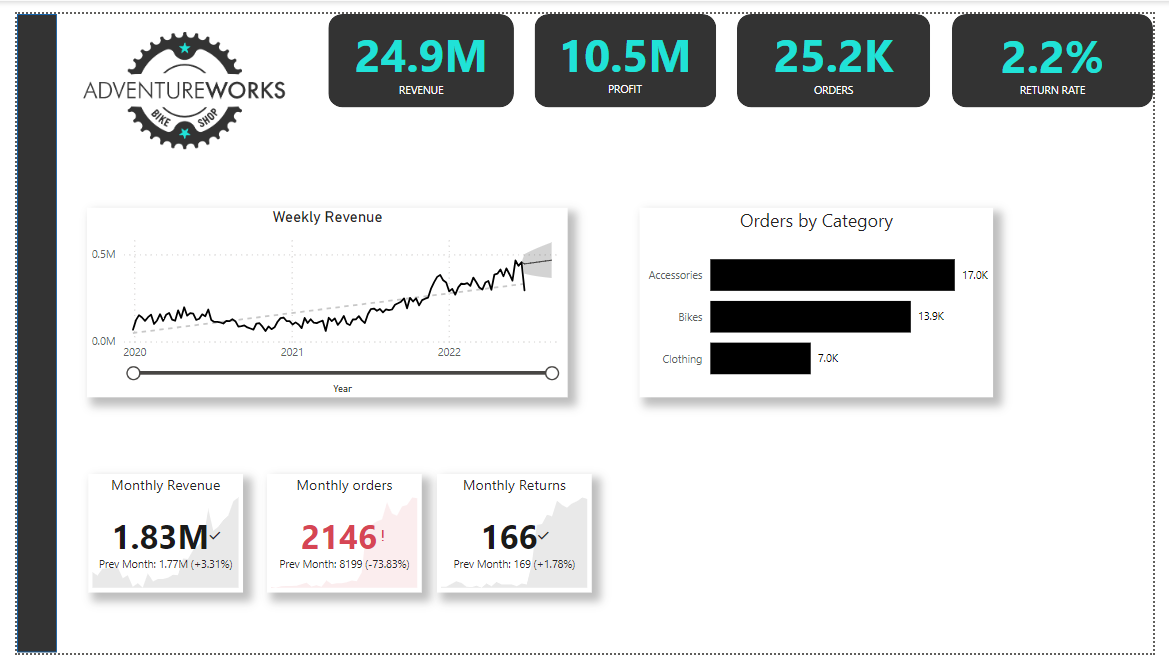 ADVENTUREWORKS
BIKE SHOP
24.9M
REVENUE
10.5M
PROFIT
25.2K
ORDERS
2.2%
RETURN RATE
Weekly Revenue
0.5M
0.0M
2020
2021
2022
Year
Orders by Category
Accessories
17.0K
Bikes
13.9K
Clothing
7.0K
Monthly Revenue
1.83M
Prev Month: 1.77M (+3.31%)
Monthly orders
2146!
Prev Month: 8199 (-73.83%)
Monthly Returns
166
Prev Month: 169 (+1.78%)